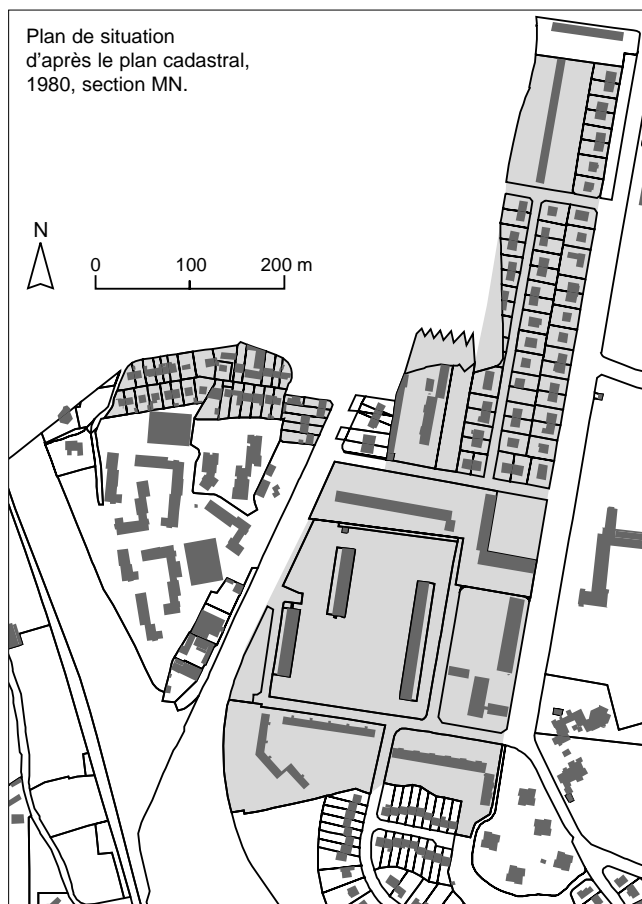 Plan de situation
d'après le plan cadastral,
1980, section MN.
N
0 100 200 m